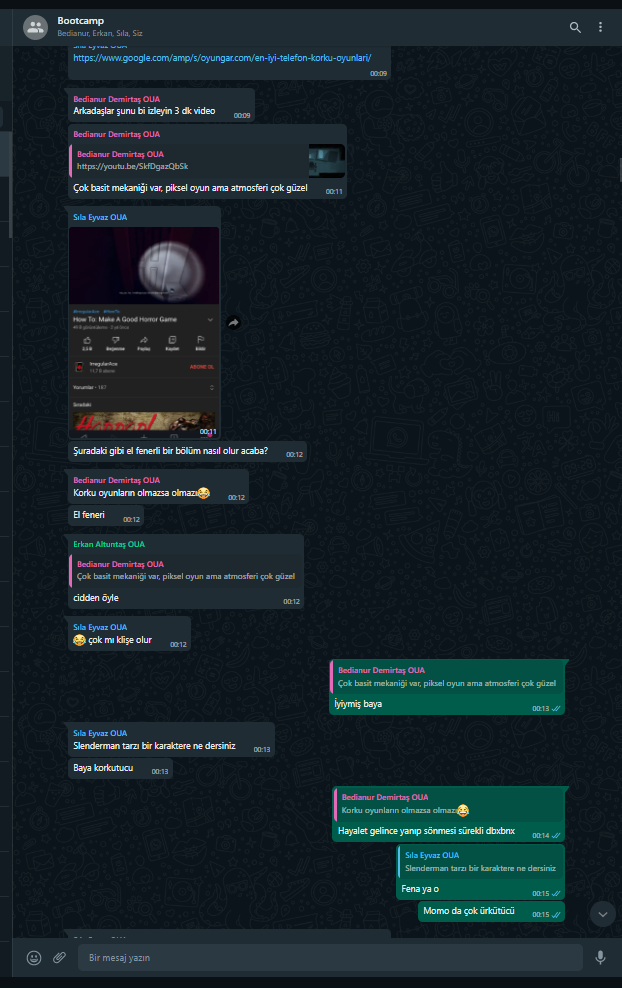 Bootcamp
Bedianur, Erkan, Sıla, Siz
Sıla Eyvaz OUA
https://www.google.com/amp/s/oyungar.com/en-iyi-telefon-korku-oyunlari/
00:09
Bedianur Demirtaş OUA
Arkadaşlar şunu bi izleyin 3 dk video
00:09
Bedianur Demirtaş OUA
Bedianur Demirtaş OUA
https://youtu.be/SkfDgazQbSk
Çok basit mekaniği var, piksel oyun ama atmosferi çok güzel
00:11
Sıla Eyvaz OUA
How To: Make A Good Horror Game
IrregularAce
ABONE OL
Yorumlar
Sıradaki
00:11
Şuradaki gibi el fenerli bir bölüm nasıl olur acaba?
00:12
Bedianur Demirtaş OUA
Korku oyunların olmazsa olmazı😂
00:12
El feneri
00:12
Erkan Altuntaş OUA
Bedianur Demirtaş OUA
Çok basit mekaniği var, piksel oyun ama atmosferi çok güzel
cidden öyle
00:12
Sıla Eyvaz OUA
😂 çok mı klişe olur
00:12
Bedianur Demirtaş OUA
Çok basit mekaniği var, piksel oyun ama atmosferi çok güzel
İyiymiş baya
00:13
Sıla Eyvaz OUA
Slenderman tarzı bir karaktere ne dersiniz
00:13
Baya korkutucu
00:13
Bedianur Demirtaş OUA
Korku oyunların olmazsa olmazı😂
Hayalet gelince yanıp sönmesi sürekli dbxbnx
00:14
Sıla Eyvaz OUA
Slenderman tarzı bir karaktere ne dersiniz
Fena ya o
00:15
Momo da çok ürkütücü
00:15
Bir mesaj yazın